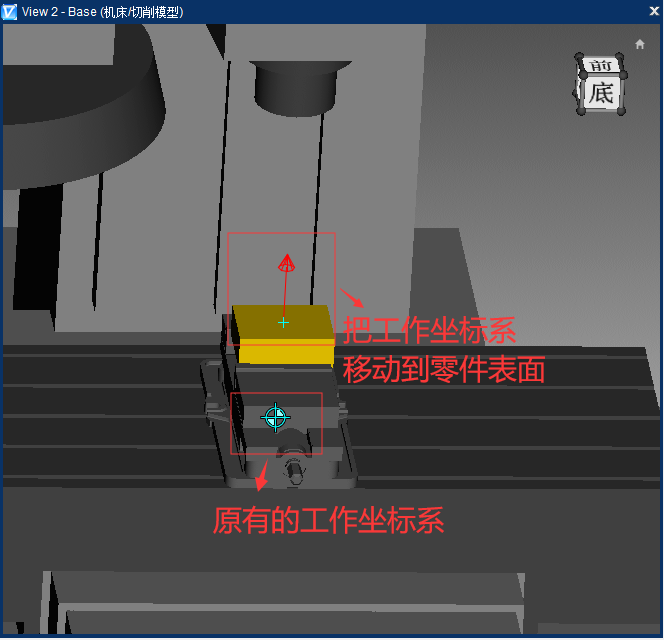 View 2 - Base (机床/切削模型)
前
底
把工作坐标系
移动到零件表面
原有的工作坐标系